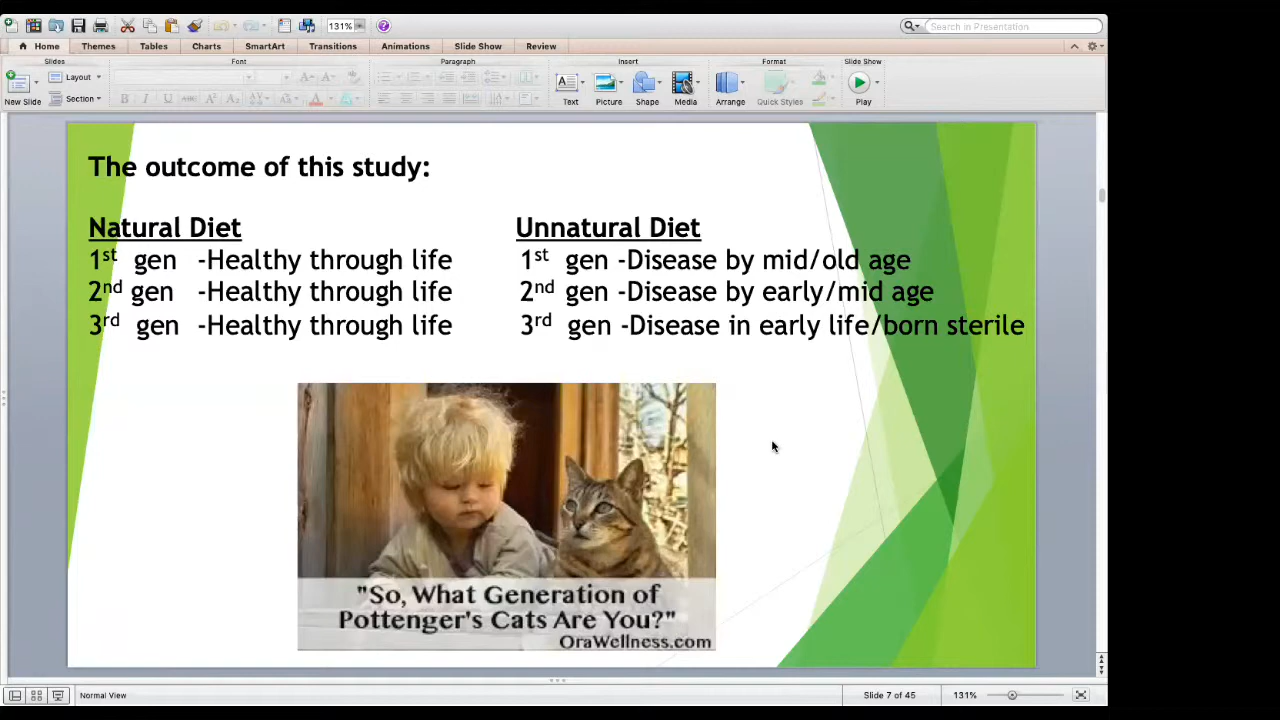 131%
Search in Presentation
Home Themes Tables Charts SmartArt Transitions Animations Slide Show Review
Slides Font Paragraph Insert Format Slide Show
Layout
Section
New Slide Text Picture Shape Media Arrange Quick Styles Play
The outcome of this study:
Natural Diet Unnatural Diet
1st gen -Healthy through life 1st gen -Disease by mid/old age
2nd gen -Healthy through life 2nd gen -Disease by early/mid age
3rd gen -Healthy through life 3rd gen -Disease in early life/born sterile
"So, What Generation of
Pottenger's Cats Are You?"
OraWellness.com
Normal View Slide 7 of 45 131%